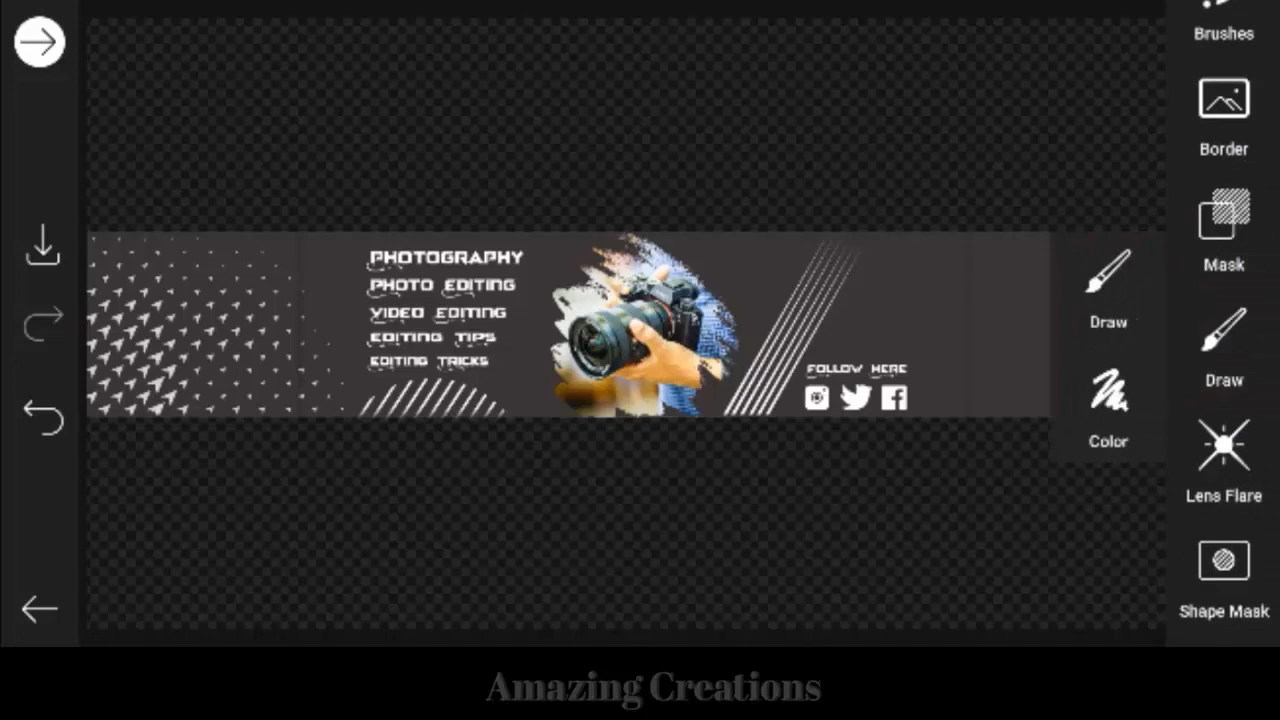 Brushes
Border
Mask
Draw
Lens Flare
Shape Mask
Draw
Color
PHOTOGRAPHY
PHOTO EDITING
VIDEO EDITING
EDITING TIPS
EDITING TRICKS
FOLLOW HERE
Amazing Creations